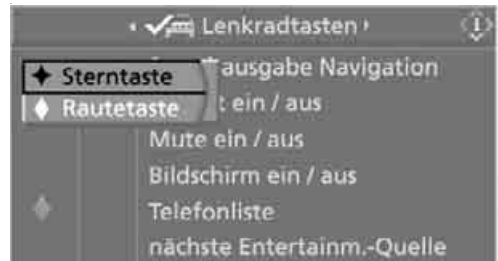 Lenkradtasten
Sterntaste
ausgabe Navigation
Rautetaste
ein / aus
Mute ein / aus
Bildschirm ein / aus
Telefonliste
nächste Entertainm.-Quelle